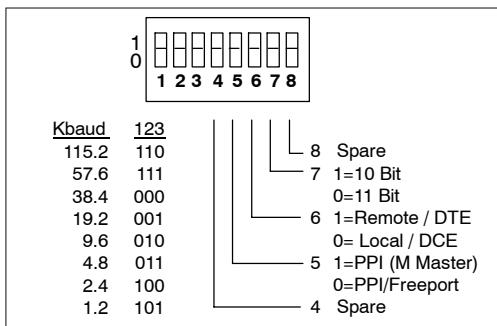 1
0
1 2 3 4 5 6 7 8
Kbaud 123
115.2 110
57.6 111
38.4 000
19.2 001
9.6 010
4.8 011
2.4 100
1.2 101
8 Spare
7 1=10 Bit
0=11 Bit
6 1=Remote / DTE
0= Local / DCE
5 1=PPI (M Master)
0=PPI/Freeport
4 Spare